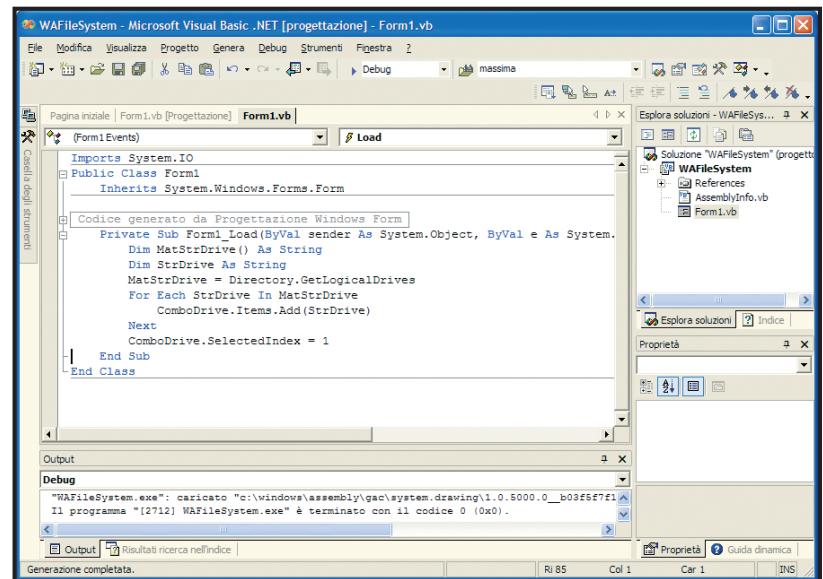 WAFileSystem - Microsoft Visual Basic .NET [progettazione] - Form1.vb
File Modifica Visualizza Progetto Genera Debug Strumenti Finestra ?
Debug massima
Pagina iniziale Form1.vb [Progettazione] Form1.vb
(Form1 Events) Load
Casella degli strumenti
Imports System.IO
Public Class Form1
Inherits System.Windows.Forms.Form
Codice generato da Progettazione Windows Form
Private Sub Form1_Load(ByVal sender As System.Object, ByVal e As System.
Dim MatStrDrive() As String
Dim StrDrive As String
MatStrDrive = Directory.GetLogicalDrives
For Each StrDrive In MatStrDrive
ComboDrive.Items.Add(StrDrive)
Next
ComboDrive.SelectedIndex = 1
End Sub
End Class
Esplora soluzioni - WAFileSys...
Soluzione "WAFileSystem" (progett
WAFileSystem
References
AssemblyInfo.vb
Form1.vb
Esplora soluzioni Indice
Proprietà
Output
Debug
"WAFileSystem.exe": caricato "c:\windows\assembly\gac\system.drawing\1.0.5000.0__b03f5f7f1
Il programma "[2712] WAFileSystem.exe" è terminato con il codice 0 (0x0).
Output Risultati ricerca nell'indice
Proprietà Guida dinamica
Generazione completata. Ri 85 Col 1 Car 1 INS